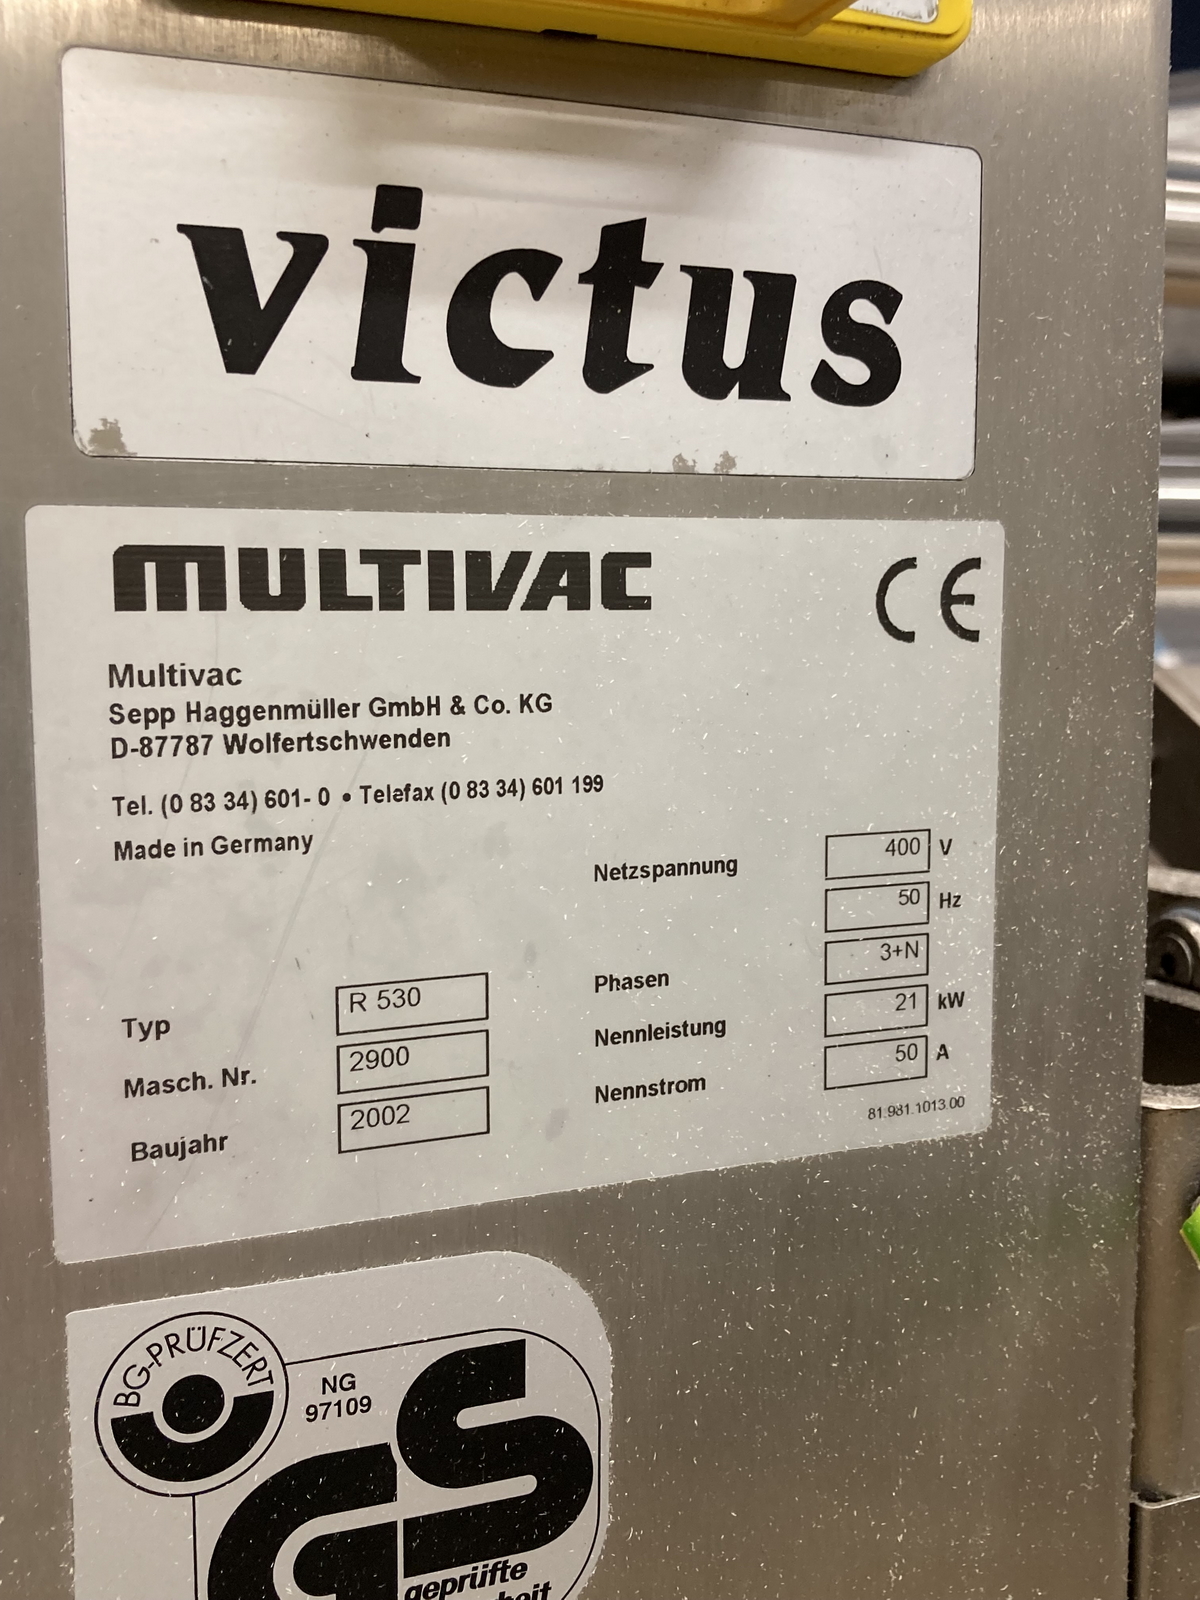 victus
MULTIVAC
CE
Multivac
Sepp Haggenmüller GmbH & Co. KG
D-87787 Wolfertschwenden
Tel. (0 83 34) 601- 0 • Telefax (0 83 34) 601 199
Made in Germany
Netzspannung 400 V
50 Hz
Phasen 3+N
Nennleistung 21 kW
Nennstrom 50 A
81.981.1013.00
Typ R 530
Masch. Nr. 2900
Baujahr 2002
BG-PRÜFZERT
NG
97109
GS
geprüfte